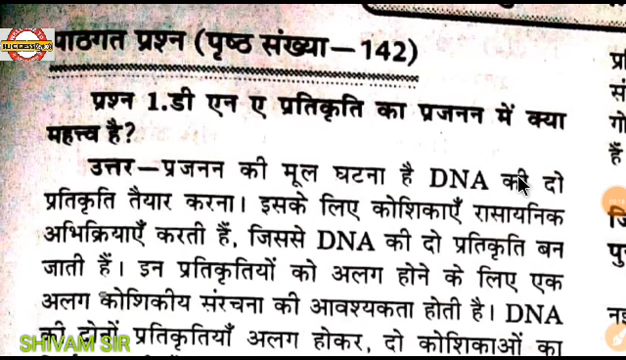 पाठगत प्रश्न (पृष्ठ संख्या—142)
प्रश्न 1.डी एन ए प्रतिकृति का प्रजनन में क्या
महत्त्व है?
उत्तर—प्रजनन की मूल घटना है DNA की दो
प्रतिकृति तैयार करना। इसके लिए कोशिकाएँ रासायनिक
अभिक्रियाएँ करती हैं, जिससे DNA की दो प्रतिकृति बन
जाती हैं। इन प्रतिकृतियों को अलग होने के लिए एक
अलग कोशिकीय संरचना की आवश्यकता होती है। DNA
की दोनों प्रतिकृतियाँ अलग होकर, दो कोशिकाओं का
SHIVAM SIR
SUCCESS